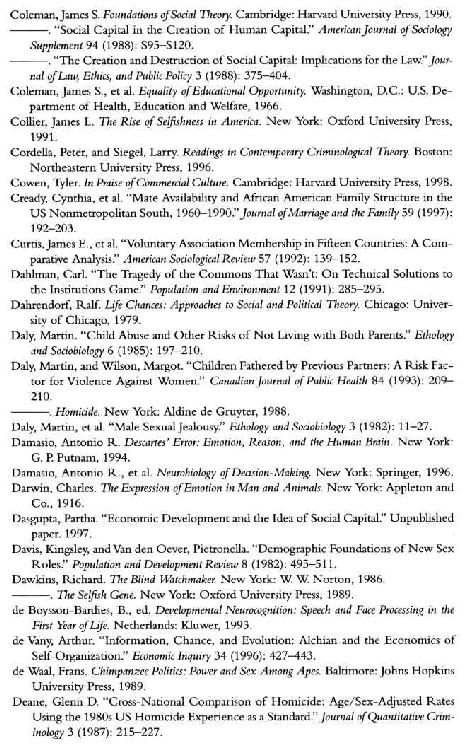 Coleman, James S. Foundations of Social Theory. Cambridge: Harvard University Press, 1990.
———. "Social Capital in the Creation of Human Capital." American Journal of Sociology
Supplement 94 (1988): S95–S120.
———. "The Creation and Destruction of Social Capital: Implications for the Law." Jour-
nal of Law, Ethics, and Public Policy 3 (1988): 375–404.
Coleman, James S., et al. Equality of Educational Opportunity. Washington, D.C.: U.S. De-
partment of Health, Education and Welfare, 1966.
Collier, James L. The Rise of Selfishness in America. New York: Oxford University Press,
1991.
Cordella, Peter, and Siegel, Larry. Readings in Contemporary Criminological Theory. Boston:
Northeastern University Press, 1996.
Cowen, Tyler. In Praise of Commercial Culture. Cambridge: Harvard University Press, 1998.
Cready, Cynthia, et al. "Mate Availability and African American Family Structure in the
US Nonmetropolitan South, 1960–1990." Journal of Marriage and the Family 59 (1997):
192–203.
Curtis, James E., et al. "Voluntary Association Membership in Fifteen Countries: A Com-
parative Analysis." American Sociological Review 57 (1992): 139–152.
Dahlman, Carl. "The Tragedy of the Commons That Wasn't: On Technical Solutions to
the Institutions Game." Population and Environment 12 (1991): 285–295.
Dahrendorf, Ralf. Life Chances: Approaches to Social and Political Theory. Chicago: Univer-
sity of Chicago, 1979.
Daly, Martin. "Child Abuse and Other Risks of Not Living with Both Parents." Ethology
and Sociobiology 6 (1985): 197–210.
Daly, Martin, and Wilson, Margot. "Children Fathered by Previous Partners: A Risk Fac-
tor for Violence Against Women." Canadian Journal of Public Health 84 (1993): 209–
210.
———. Homicide. New York: Aldine de Gruyter, 1988.
Daly, Martin, et al. "Male Sexual Jealousy." Ethology and Sociobiology 3 (1982): 11–27.
Damasio, Antonio R. Descartes' Error: Emotion, Reason, and the Human Brain. New York:
G. P. Putnam, 1994.
Damasio, Antonio R., et al. Neurobiology of Decision-Making. New York: Springer, 1996.
Darwin, Charles. The Expression of Emotion in Man and Animals. New York: Appleton and
Co., 1916.
Dasgupta, Partha. "Economic Development and the Idea of Social Capital." Unpublished
paper. 1997.
Davis, Kingsley, and Van den Oever, Pietronella. "Demographic Foundations of New Sex
Roles." Population and Development Review 8 (1982): 495–511.
Dawkins, Richard. The Blind Watchmaker. New York: W. W. Norton, 1986.
———. The Selfish Gene. New York: Oxford University Press, 1989.
de Boysson-Bardies, B., ed. Developmental Neurocognition: Speech and Face Processing in the
First Year of Life. Netherlands: Kluwer, 1993.
de Vany, Arthur. "Information, Chance, and Evolution: Alchian and the Economics of
Self-Organization." Economic Inquiry 34 (1996): 427–443.
de Waal, Frans. Chimpanzee Politics: Power and Sex Among Apes. Baltimore: Johns Hopkins
University Press, 1989.
Deane, Glenn D. "Cross-National Comparison of Homicide: Age/Sex-Adjusted Rates
Using the 1980s US Homicide Experience as a Standard." Journal of Quantitative Crim-
inology 3 (1987): 215–227.